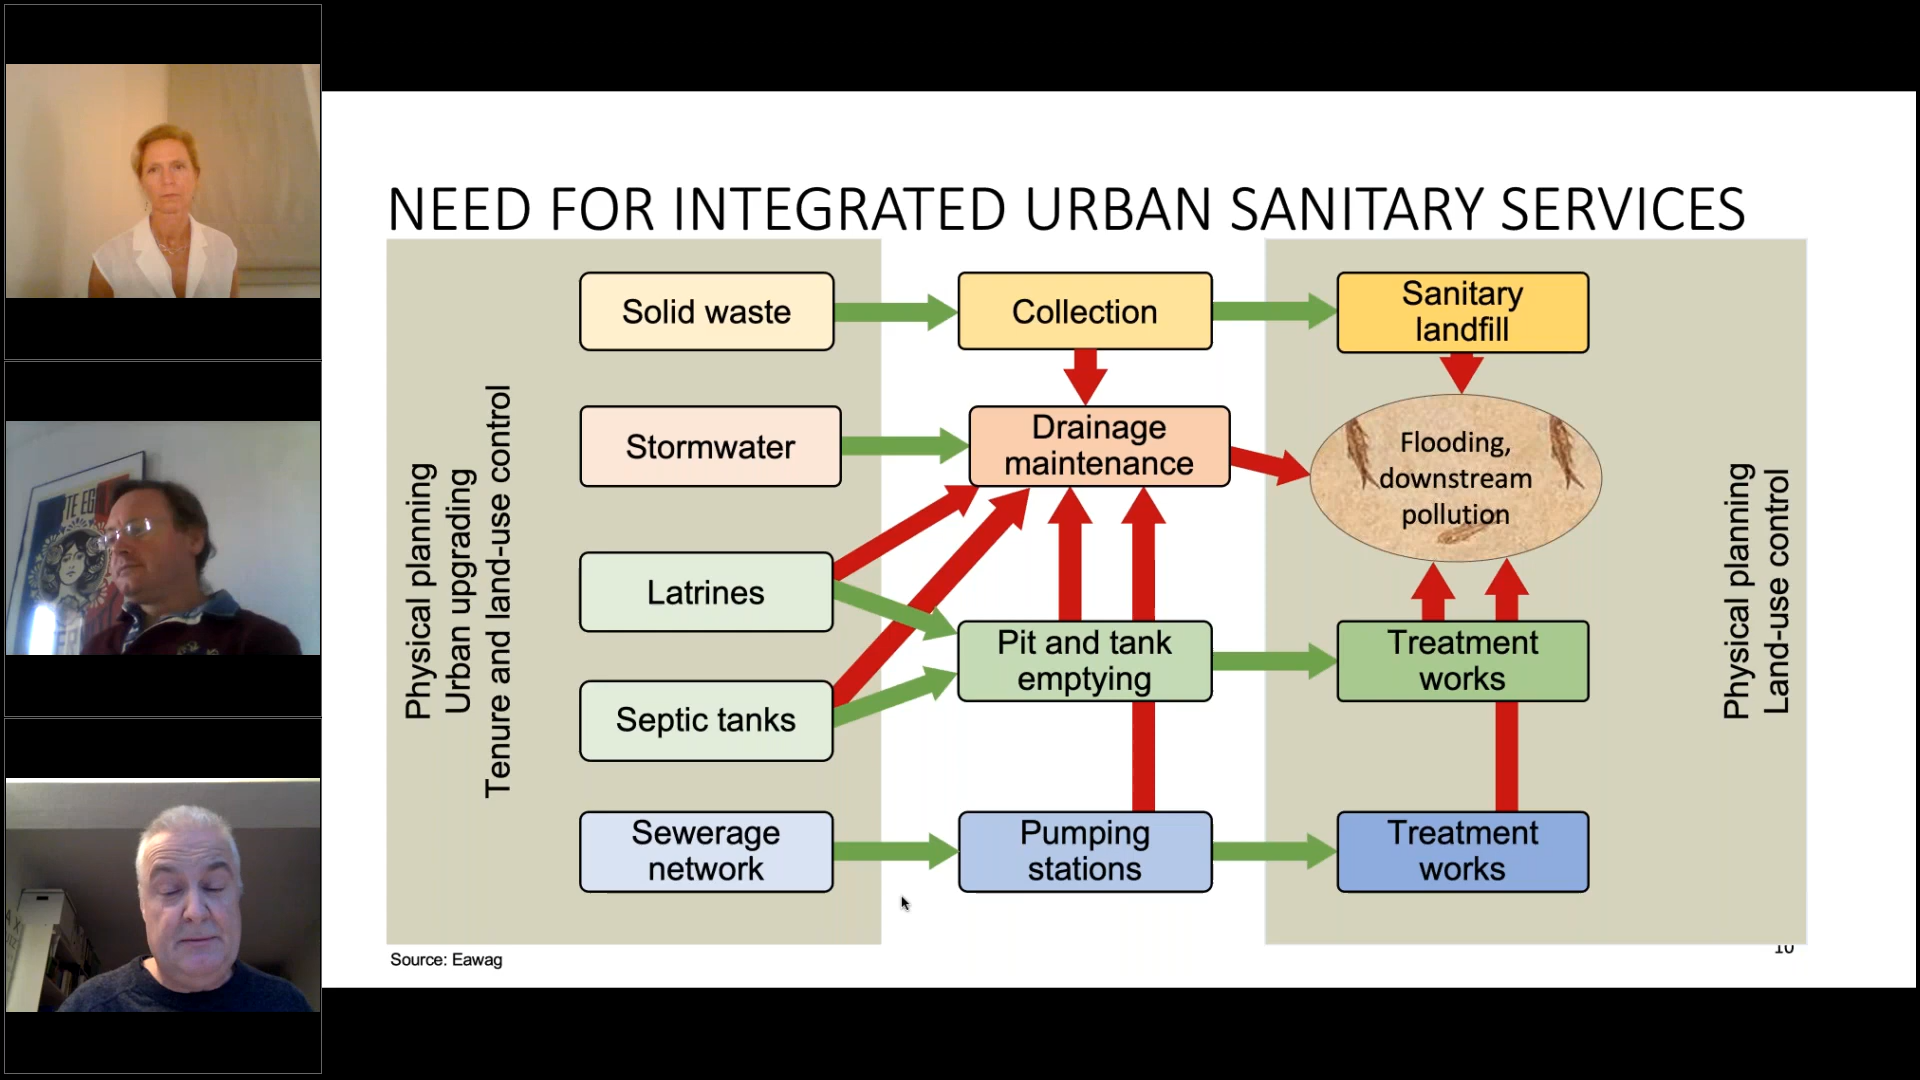 NEED FOR INTEGRATED URBAN SANITARY SERVICES
Physical planning
Urban upgrading
Tenure and land-use control
Solid waste
Collection
Sanitary
landfill
Stormwater
Drainage
maintenance
Flooding,
downstream
pollution
Latrines
Pit and tank
emptying
Treatment
works
Septic tanks
Sewerage
network
Pumping
stations
Treatment
works
Physical planning
Land-use control
Source: Eawag
10